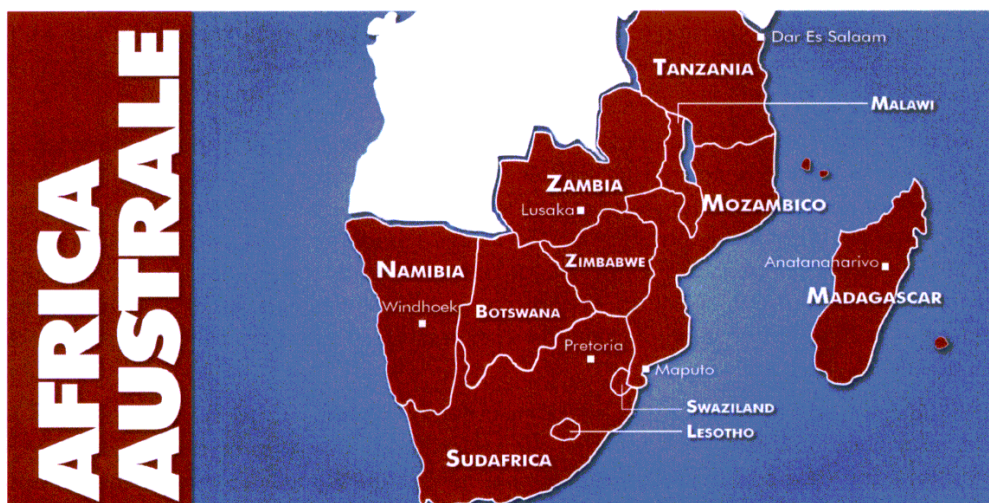 AFRICA
AUSTRALE
Dar Es Salaam
TANZANIA
MALAWI
ZAMBIA
Lusaka
MOZAMBICO
ZIMBABWE
NAMIBIA
Windhoek
BOTSWANA
Anatanaharivo
MADAGASCAR
Pretoria
Maputo
SWAZILAND
LESOTHO
SUDAFRICA